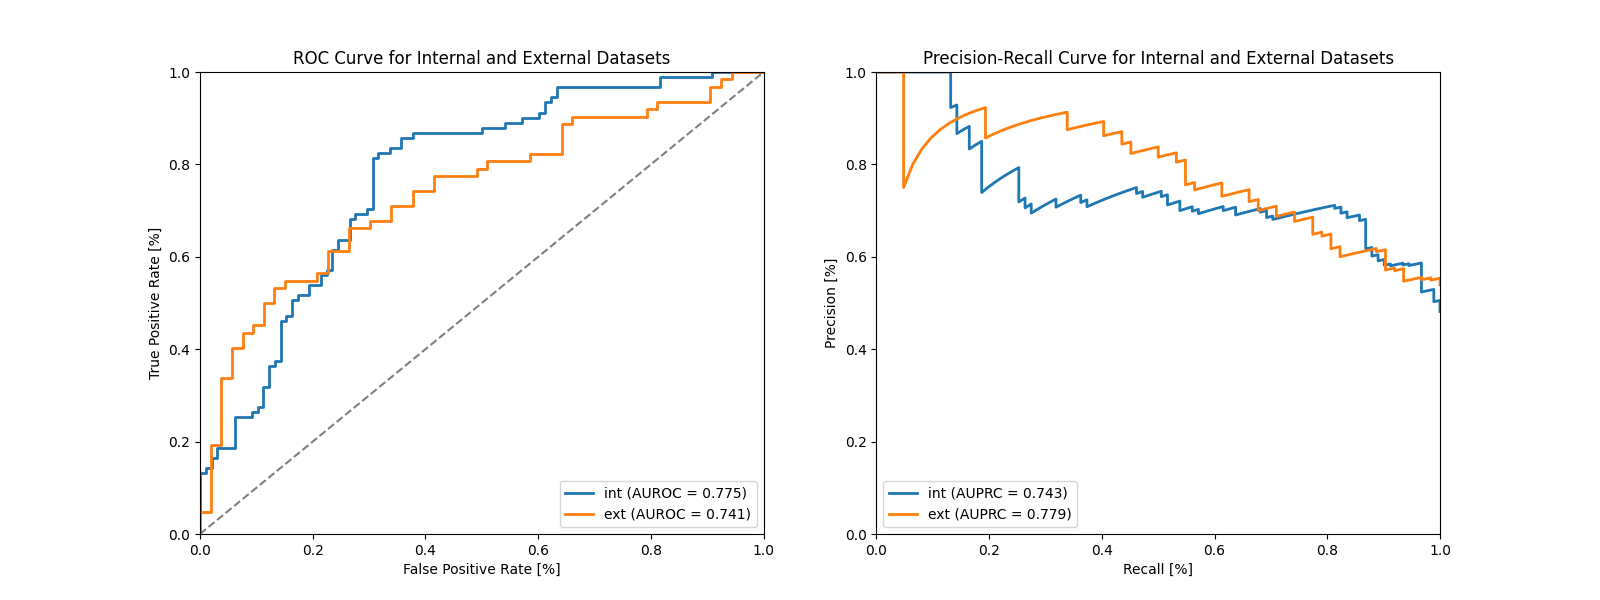 ROC Curve for Internal and External Datasets
1.0
0.8
0.6
0.4
0.2
0.0
True Positive Rate [%]
0.0 0.2 0.4 0.6 0.8 1.0
False Positive Rate [%]
int (AUROC = 0.775)
ext (AUROC = 0.741)
Precision-Recall Curve for Internal and External Datasets
1.0
0.8
0.6
0.4
0.2
0.0
Precision [%]
0.0 0.2 0.4 0.6 0.8 1.0
Recall [%]
int (AUPRC = 0.743)
ext (AUPRC = 0.779)